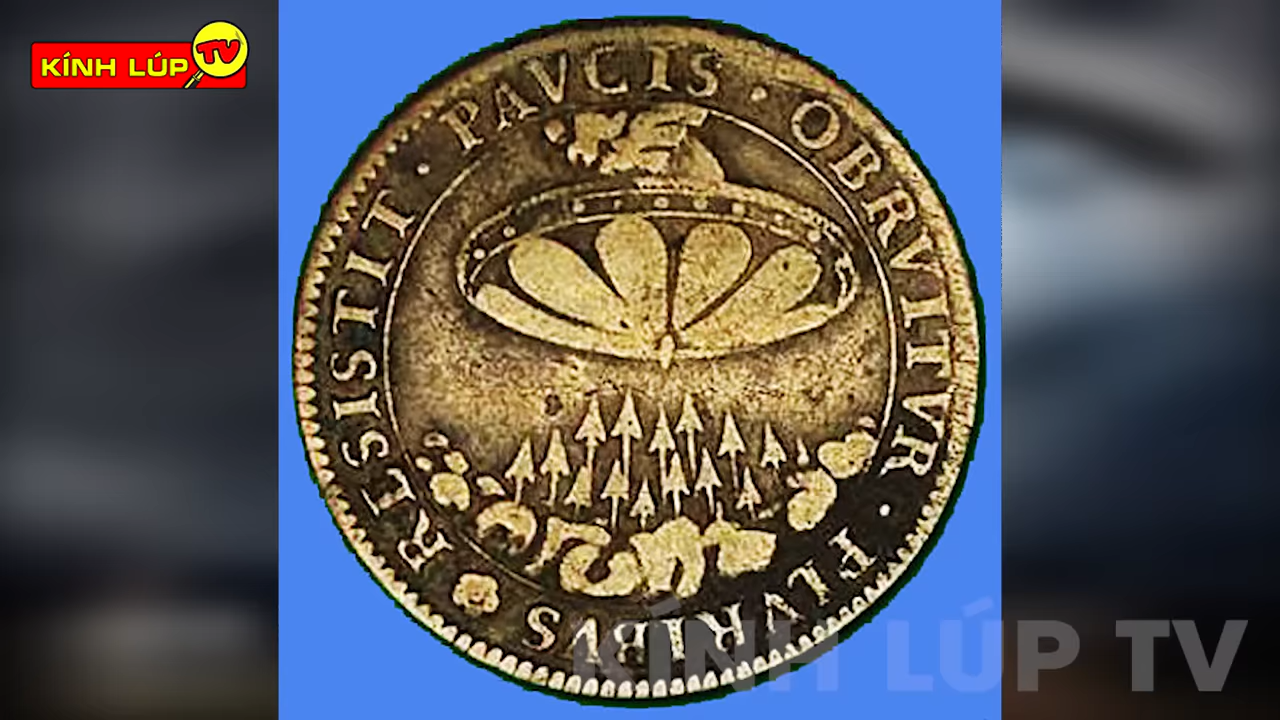 KÍNH LÚP TV
RESISTIT · PAVCIS · OBRVITVR · PLVRIBVS
KÍNH LÚP TV